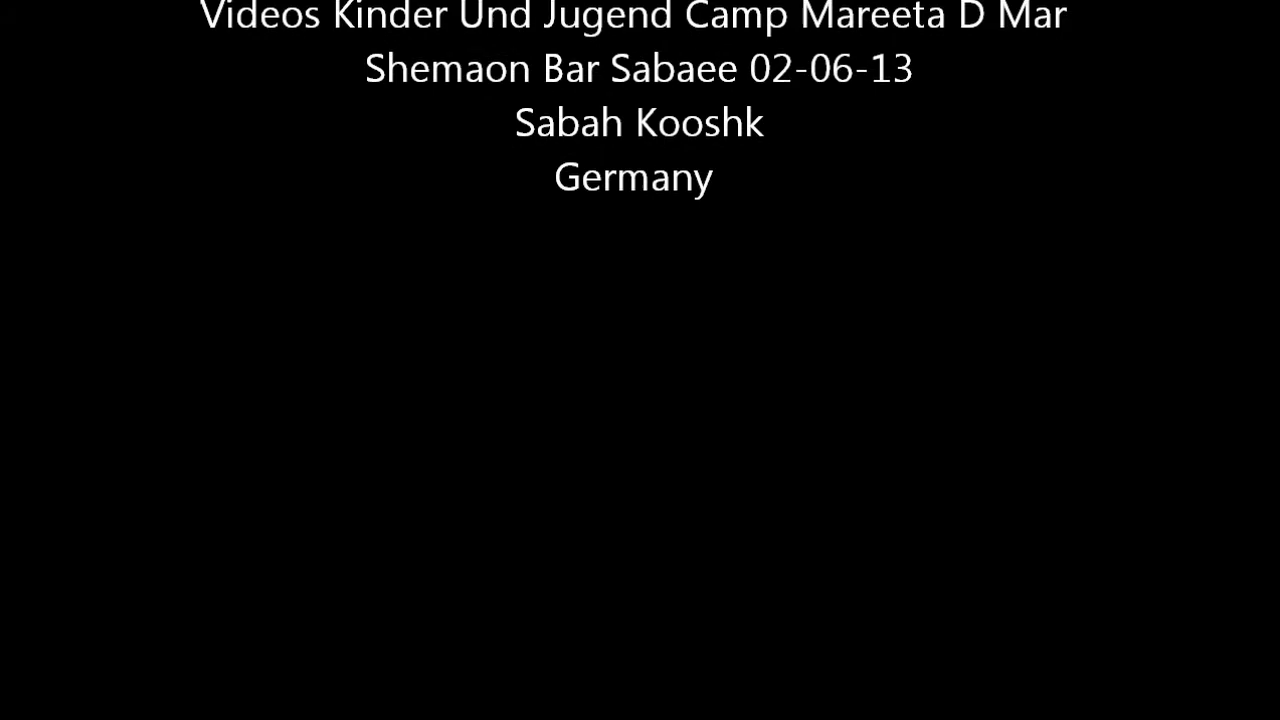 Videos Kinder Und Jugend Camp Mareeta D Mar
Shemaon Bar Sabaee 02-06-13
Sabah Kooshk
Germany